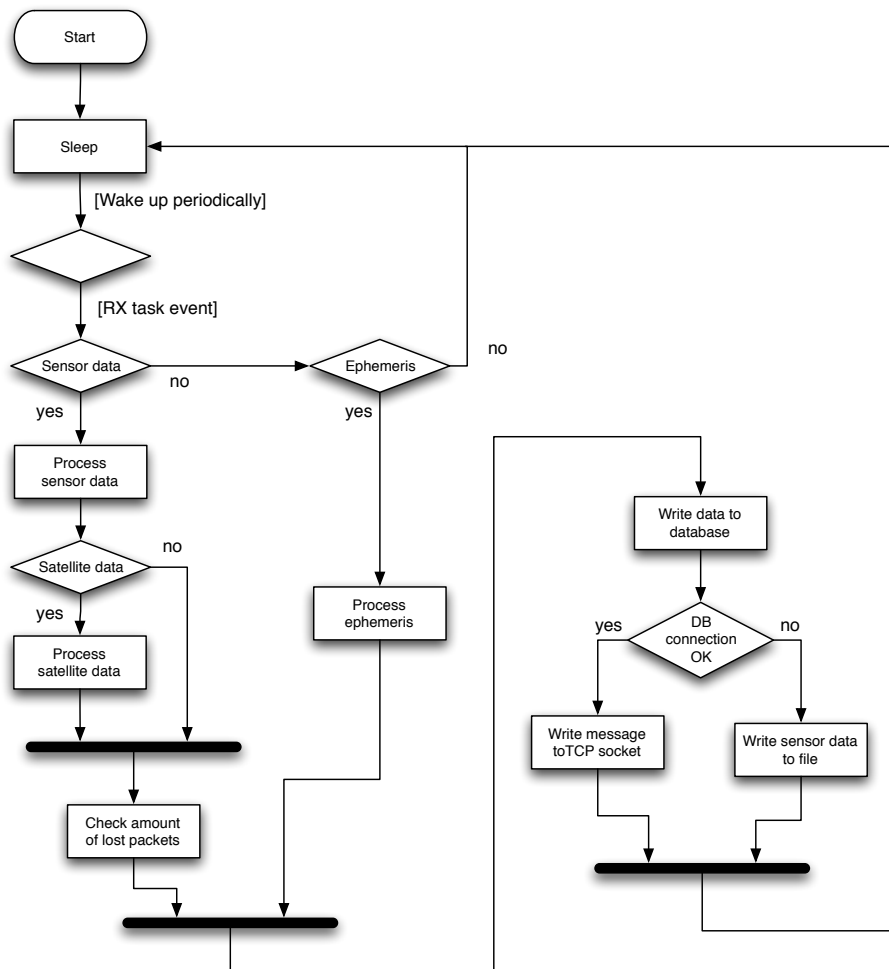 Start
Sleep
[Wake up periodically]
[RX task event]
Sensor data
no
Ephemeris
no
yes
yes
Process
sensor data
Write data to
database
Satellite data
no
yes
Process
ephemeris
DB
connection
OK
yes
no
Process
satellite data
Write message
toTCP socket
Write sensor data
to file
Check amount
of lost packets